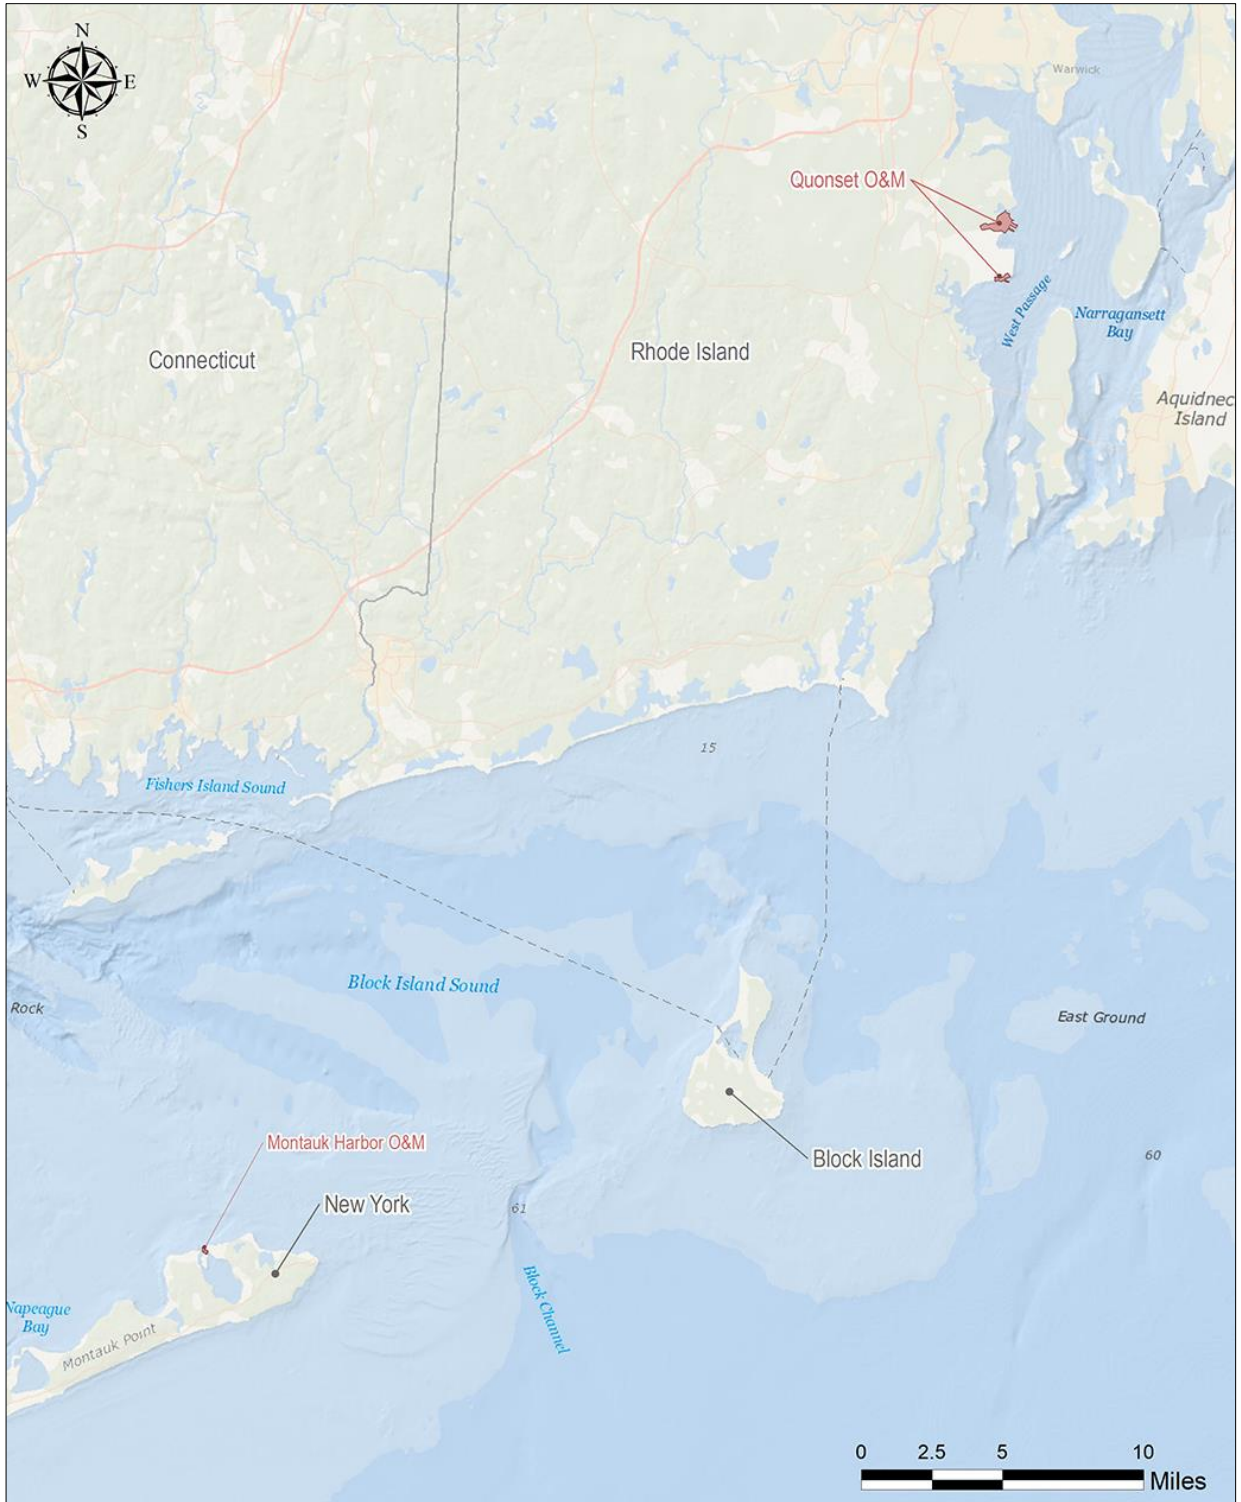 N
W
E
S
Warwick
Quonset O&M
West Passage
Narragansett
Bay
Connecticut
Rhode Island
Aquidnec
Island
15
Fishers Island Sound
Block Island Sound
Rock
East Ground
Montauk Harbor O&M
Block Island
60
New York
61
Block Channel
Napeague
Bay
Montauk Point
0 2.5 5 10
Miles